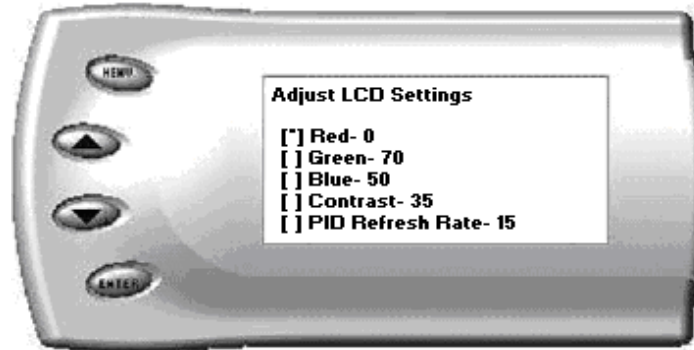 MENU
Adjust LCD Settings
[*] Red- 0
[ ] Green- 70
[ ] Blue- 50
[ ] Contrast- 35
[ ] PID Refresh Rate- 15
ENTER